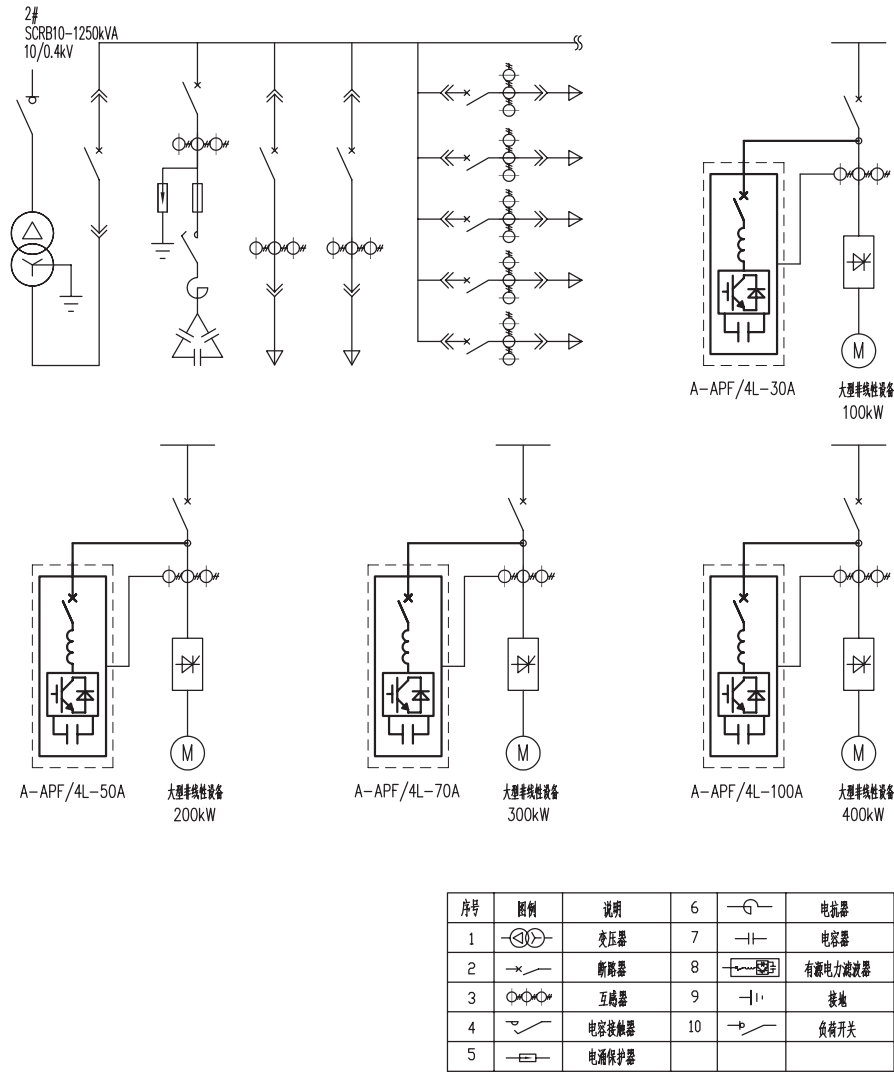 2#
SCRB10-1250kVA
10/0.4kV
M
A-APF/4L-30A
大型非线性设备
100kW
M
A-APF/4L-50A
大型非线性设备
200kW
M
A-APF/4L-70A
大型非线性设备
300kW
M
A-APF/4L-100A
大型非线性设备
400kW
序号 图例 说明 6 电抗器
1 变压器 7 电容器
2 断路器 8 有源电力滤波器
3 互感器 9 接地
4 电容接触器 10 负荷开关
5 电涌保护器